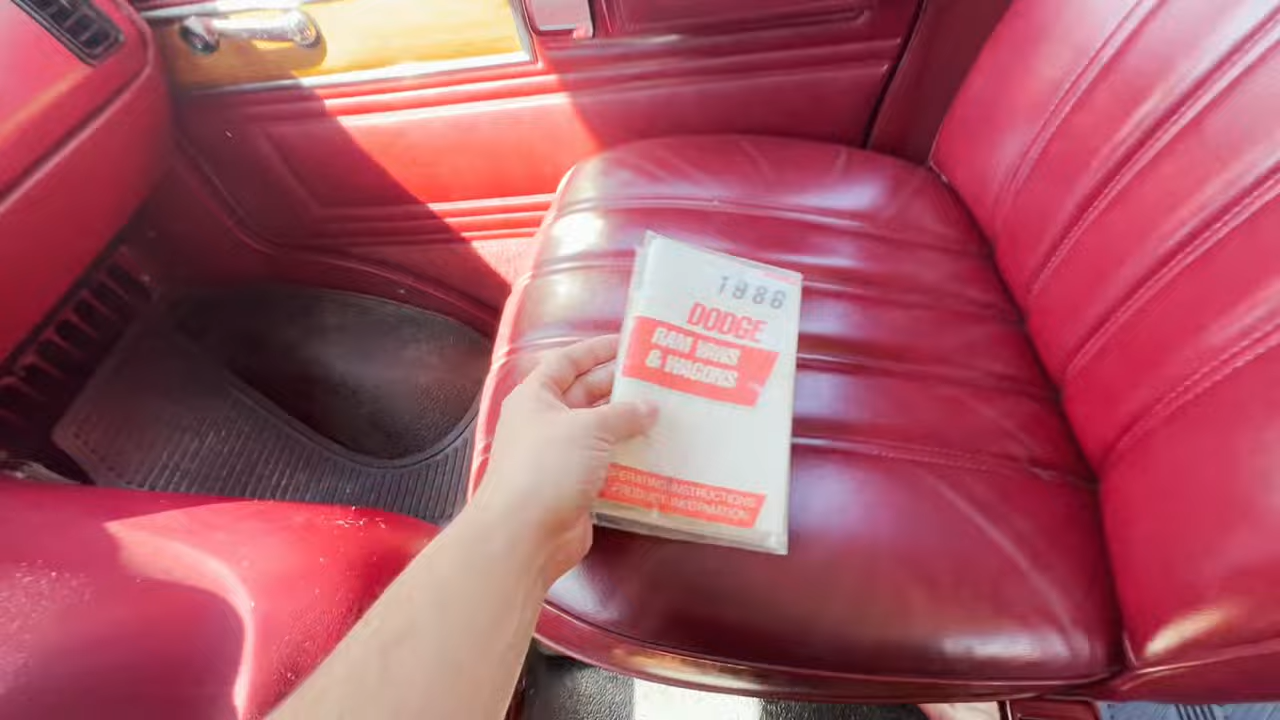 1986
DODGE
RAM VANS
& WAGONS
OPERATING INSTRUCTIONS
PRODUCT INFORMATION